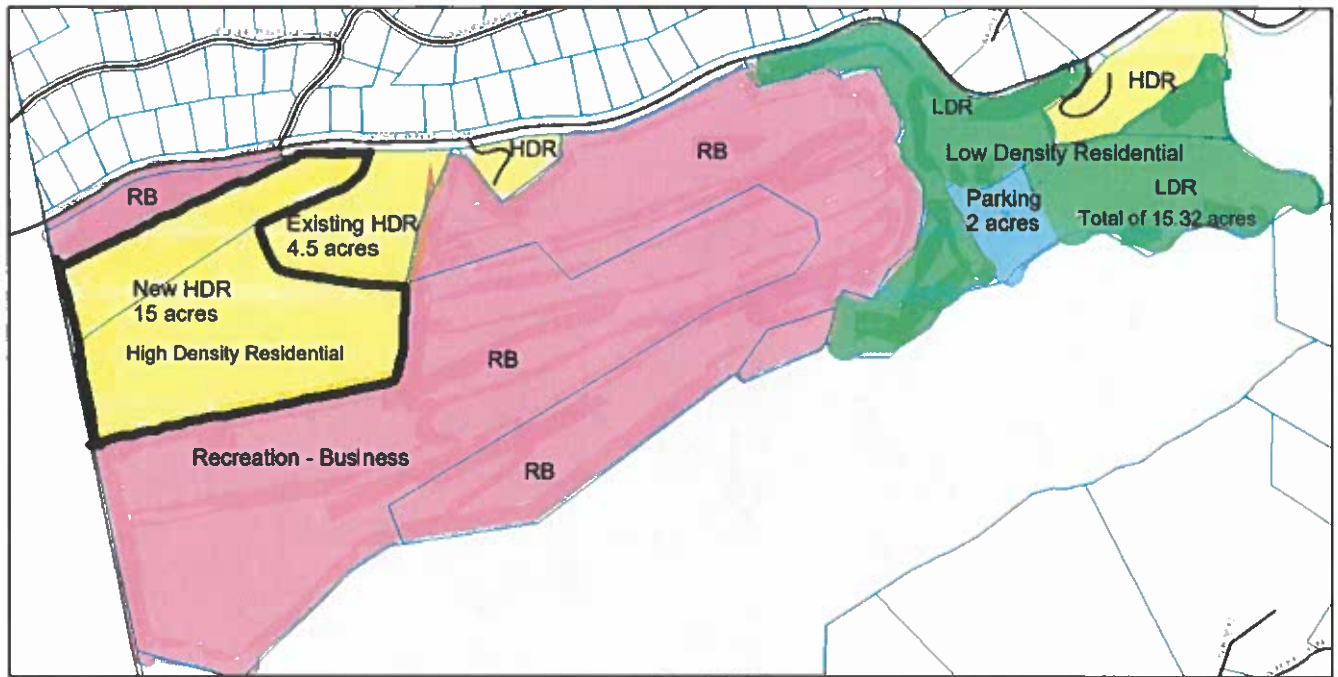 HDR
LDR
HDR
RB
Low Density Residential
RB
LDR
Parking
2 acres
Total of 15.32 acres
Existing HDR
4.5 acres
New HDR
15 acres
High Density Residential
RB
Recreation - Business
RB